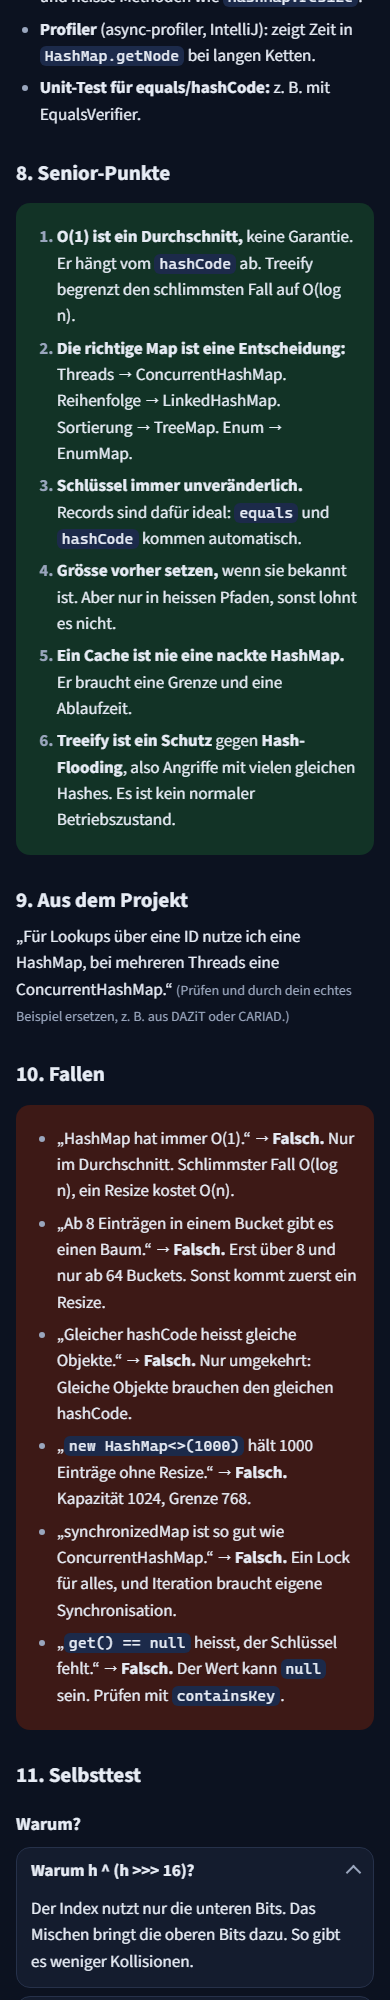 und heisse Methoden wie HashMap.resize.
Profiler (async-profiler, IntelliJ): zeigt Zeit in
HashMap.getNode bei langen Ketten.
Unit-Test für equals/hashCode: z. B. mit
EqualsVerifier.
8. Senior-Punkte
1. O(1) ist ein Durchschnitt, keine Garantie.
Er hängt vom hashCode ab. Treeify
begrenzt den schlimmsten Fall auf O(log
n).
2. Die richtige Map ist eine Entscheidung:
Threads → ConcurrentHashMap.
Reihenfolge → LinkedHashMap.
Sortierung → TreeMap. Enum →
EnumMap.
3. Schlüssel immer unveränderlich.
Records sind dafür ideal: equals und
hashCode kommen automatisch.
4. Grösse vorher setzen, wenn sie bekannt
ist. Aber nur in heissen Pfaden, sonst lohnt
es nicht.
5. Ein Cache ist nie eine nackte HashMap.
Er braucht eine Grenze und eine
Ablaufzeit.
6. Treeify ist ein Schutz gegen Hash-
Flooding, also Angriffe mit vielen gleichen
Hashes. Es ist kein normaler
Betriebszustand.
9. Aus dem Projekt
„Für Lookups über eine ID nutze ich eine
HashMap, bei mehreren Threads eine
ConcurrentHashMap.“ (Prüfen und durch dein echtes
Beispiel ersetzen, z. B. aus DAZiT oder CARIAD.)
10. Fallen
„HashMap hat immer O(1).“ → Falsch. Nur
im Durchschnitt. Schlimmster Fall O(log
n), ein Resize kostet O(n).
„Ab 8 Einträgen in einem Bucket gibt es
einen Baum.“ → Falsch. Erst über 8 und
nur ab 64 Buckets. Sonst kommt zuerst ein
Resize.
„Gleicher hashCode heisst gleiche
Objekte.“ → Falsch. Nur umgekehrt:
Gleiche Objekte brauchen den gleichen
hashCode.
„new HashMap<>(1000) hält 1000
Einträge ohne Resize.“ → Falsch.
Kapazität 1024, Grenze 768.
„synchronizedMap ist so gut wie
ConcurrentHashMap.“ → Falsch. Ein Lock
für alles, und Iteration braucht eigene
Synchronisation.
„get() == null heisst, der Schlüssel
fehlt.“ → Falsch. Der Wert kann null
sein. Prüfen mit containsKey.
11. Selbsttest
Warum?
Warum h ^ (h >>> 16)?
Der Index nutzt nur die unteren Bits. Das
Mischen bringt die oberen Bits dazu. So gibt
es weniger Kollisionen.